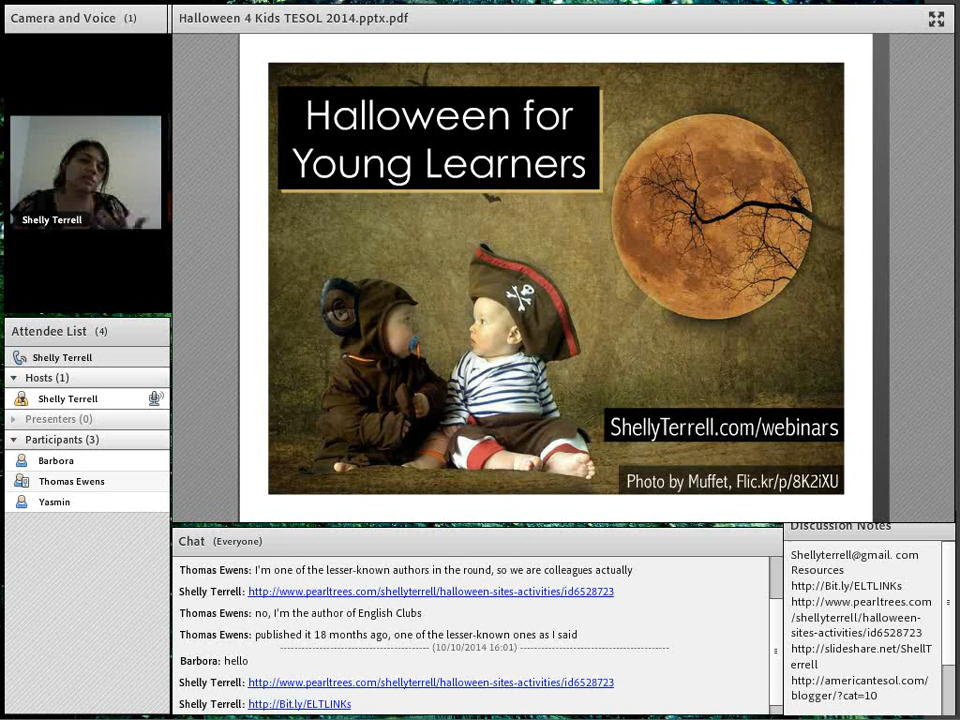 Camera and Voice (1)
Halloween 4 Kids TESOL 2014.pptx.pdf
Shelly Terrell
Attendee List (4)
Shelly Terrell
Hosts (1)
Shelly Terrell
Presenters (0)
Participants (3)
Barbora
Thomas Ewens
Yasmin
Halloween for
Young Learners
ShellyTerrell.com/webinars
Photo by Muffet, Flic.kr/p/8K2iXU
Chat (Everyone)
Thomas Ewens: I'm one of the lesser-known authors in the round, so we are colleagues actually
Shelly Terrell: http://www.pearltrees.com/shellyterrell/halloween-sites-activities/id6528723
Thomas Ewens: no, I'm the author of English Clubs
Thomas Ewens: published it 18 months ago, one of the lesser-known ones as I said
(10/10/2014 16:01)
Barbora: hello
Shelly Terrell: http://www.pearltrees.com/shellyterrell/halloween-sites-activities/id6528723
Shelly Terrell: http://Bit.ly/ELTLINKs
Discussion Notes
Shellyterrell@gmail. com
Resources
http://Bit.ly/ELTLINKs
http://www.pearltrees.com
/shellyterrell/halloween-
sites-activities/id6528723
http://slideshare.net/ShellT
errell
http://americantesol.com/
blogger/?cat=10